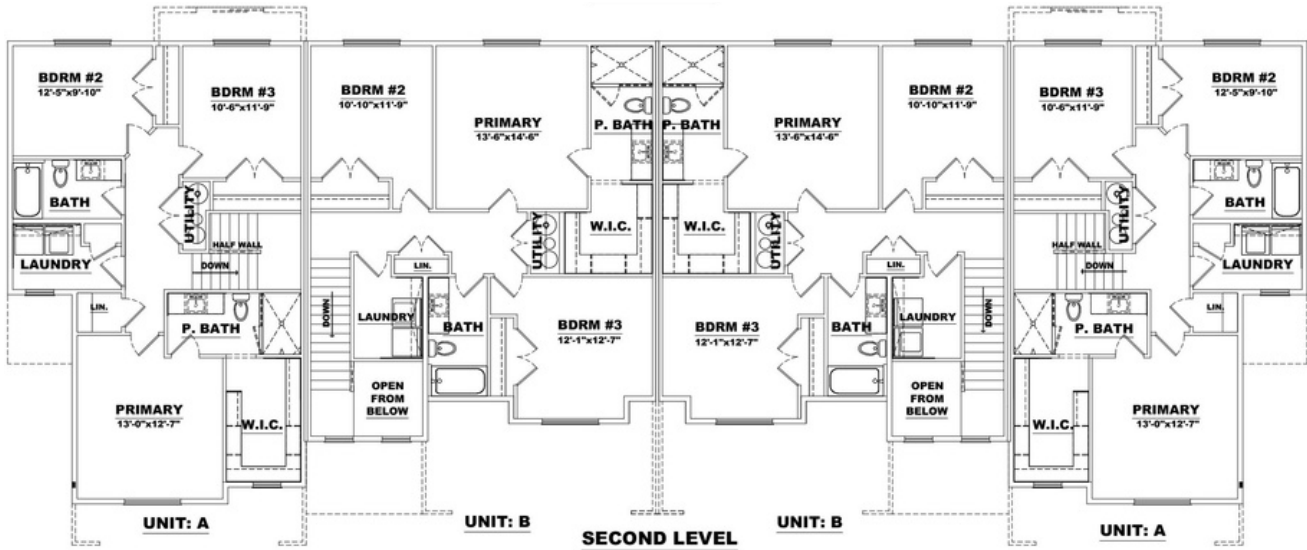 BDRM #2
12'-5"x9'-10"
BDRM #3
10'-6"x11'-9"
BATH
UTILITY
LAUNDRY
HALF WALL
DOWN
LIN.
P. BATH
PRIMARY
13'-0"x12'-7"
W.I.C.
UNIT: A
BDRM #2
10'-10"x11'-9"
PRIMARY
13'-6"x14'-6"
P. BATH
W.I.C.
UTILITY
LIN.
DOWN
LAUNDRY
BATH
BDRM #3
12'-1"x12'-7"
OPEN
FROM
BELOW
UNIT: B
PRIMARY
13'-6"x14'-6"
BDRM #2
10'-10"x11'-9"
P. BATH
W.I.C.
UTILITY
LIN.
BDRM #3
12'-1"x12'-7"
BATH
LAUNDRY
DOWN
OPEN
FROM
BELOW
UNIT: B
BDRM #3
10'-6"x11'-9"
BDRM #2
12'-5"x9'-10"
BATH
UTILITY
LAUNDRY
HALF WALL
DOWN
LIN.
P. BATH
W.I.C.
PRIMARY
13'-0"x12'-7"
UNIT: A
SECOND LEVEL